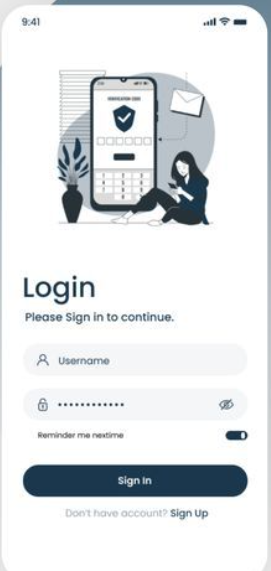 9:41
VERIFICATION CODE
Login
Please Sign in to continue.
Username
Reminder me nextime
Sign In
Don't have account? Sign Up